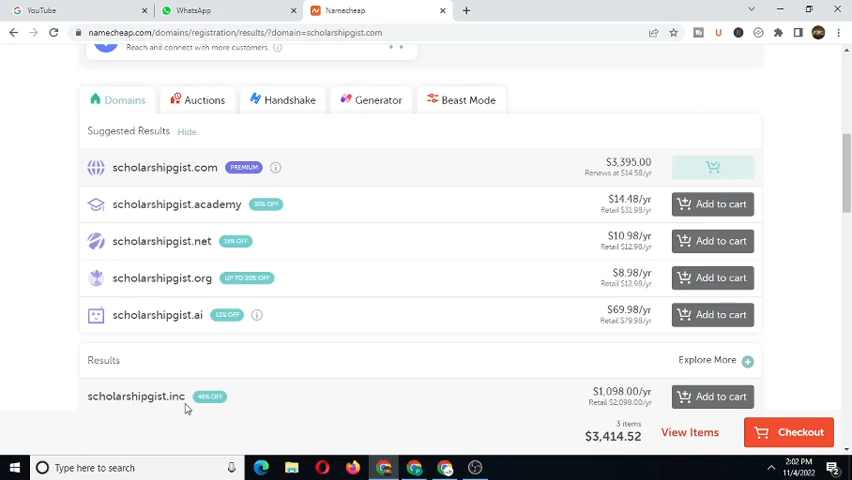 YouTube
WhatsApp
Namecheap
namecheap.com/domains/registration/results/?domain=scholarshipgist.com
Reach and connect with more customers
Domains
Auctions
Handshake
Generator
Beast Mode
Suggested Results Hide
scholarshipgist.com PREMIUM $3,395.00
Renews at $14.58/yr
scholarshipgist.academy 55% OFF $14.48/yr Add to cart
Retail $31.98/yr
scholarshipgist.net 15% OFF $10.98/yr Add to cart
Retail $12.98/yr
scholarshipgist.org UP TO 30% OFF $8.98/yr Add to cart
Retail $12.98/yr
scholarshipgist.ai 13% OFF $69.98/yr Add to cart
Retail $79.98/yr
Results Explore More
scholarshipgist.inc 48% OFF $1,098.00/yr Add to cart
Retail $2,098.00/yr
3 items
$3,414.52 View Items Checkout
Type here to search
2:02 PM
11/4/2022